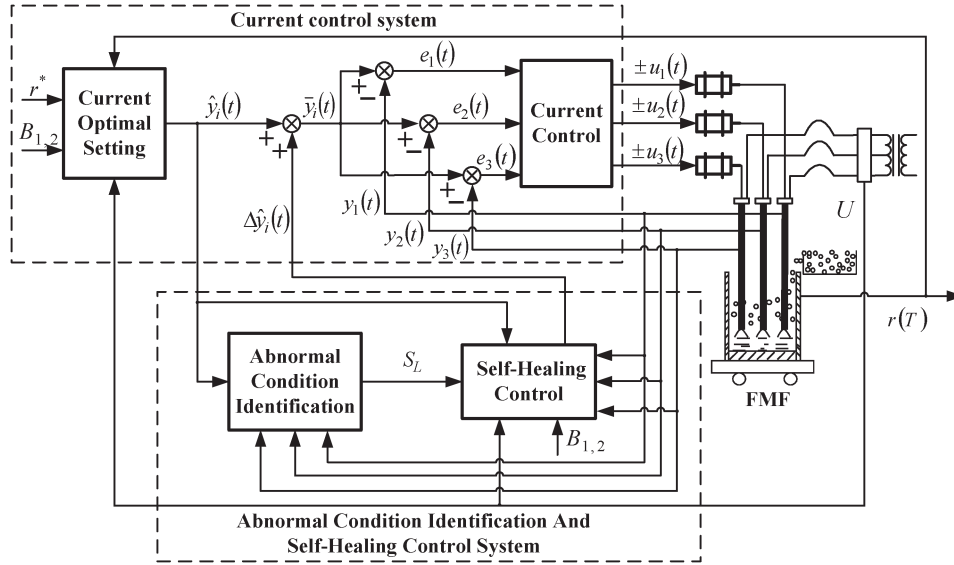 Current control system
r*
B1,2
Current
Optimal
Setting
ŷi(t)
+
+
ȳi(t)
+
−
e1(t)
+
−
e2(t)
+
−
e3(t)
Current
Control
±u1(t)
±u2(t)
±u3(t)
Δŷi(t)
y1(t)
y2(t)
y3(t)
U
r(T)
FMF
Abnormal
Condition
Identification
SL
Self-Healing
Control
B1,2
Abnormal Condition Identification And
Self-Healing Control System